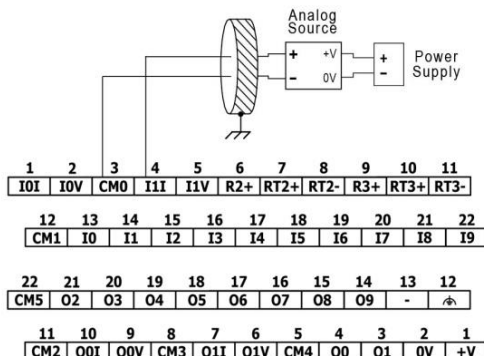 Analog
Source
+ +V
- 0V
+
-
Power
Supply
1 2 3 4 5 6 7 8 9 10 11
I0I I0V CM0 I1I I1V R2+ RT2+ RT2- R3+ RT3+ RT3-
12 13 14 15 16 17 18 19 20 21 22
CM1 I0 I1 I2 I3 I4 I5 I6 I7 I8 I9
22 21 20 19 18 17 16 15 14 13 12
CM5 O2 O3 O4 O5 O6 O7 O8 O9 -
11 10 9 8 7 6 5 4 3 2 1
CM2 O0I O0V CM3 O1I O1V CM4 O0 O1 0V +V